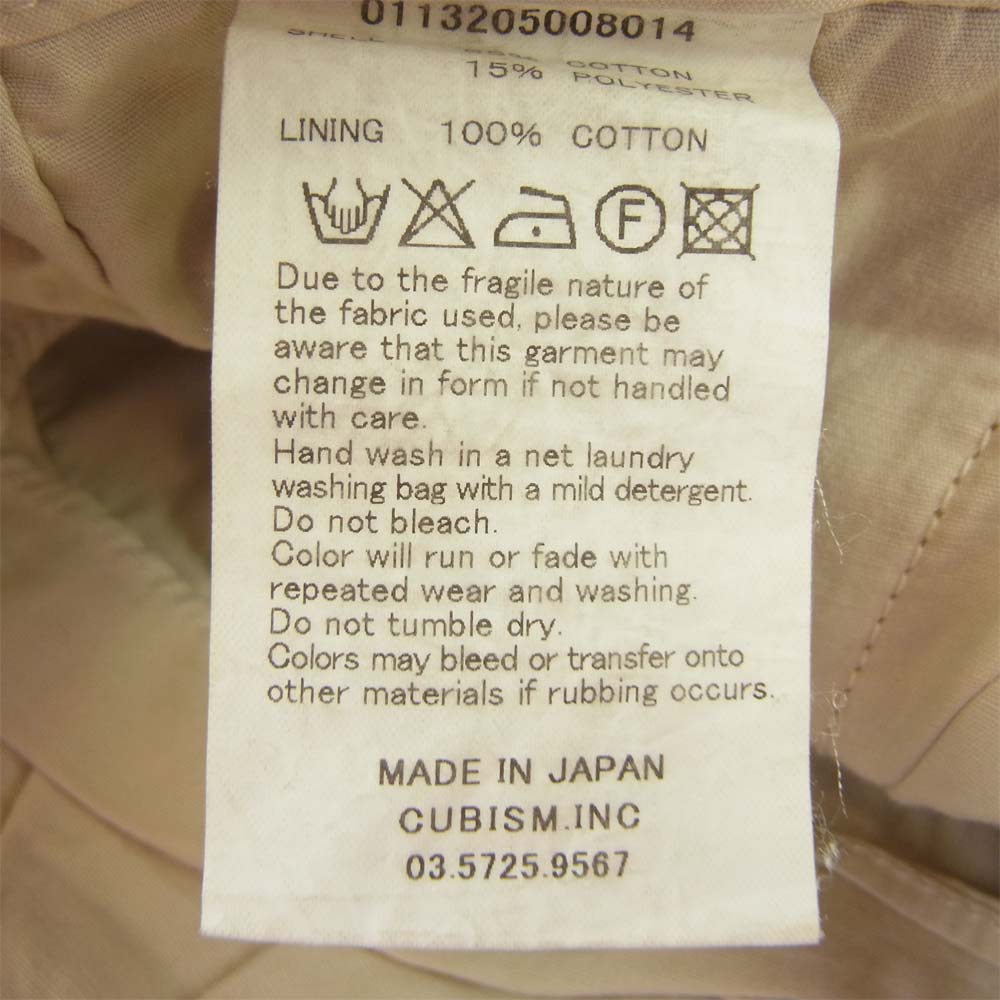 0113205008014
SHELL COTTON
15% POLYESTER
LINING 100% COTTON
F
Due to the fragile nature of
the fabric used, please be
aware that this garment may
change in form if not handled
with care.
Hand wash in a net laundry
washing bag with a mild detergent.
Do not bleach.
Color will run or fade with
repeated wear and washing.
Do not tumble dry.
Colors may bleed or transfer onto
other materials if rubbing occurs.
MADE IN JAPAN
CUBISM.INC
03.5725.9567